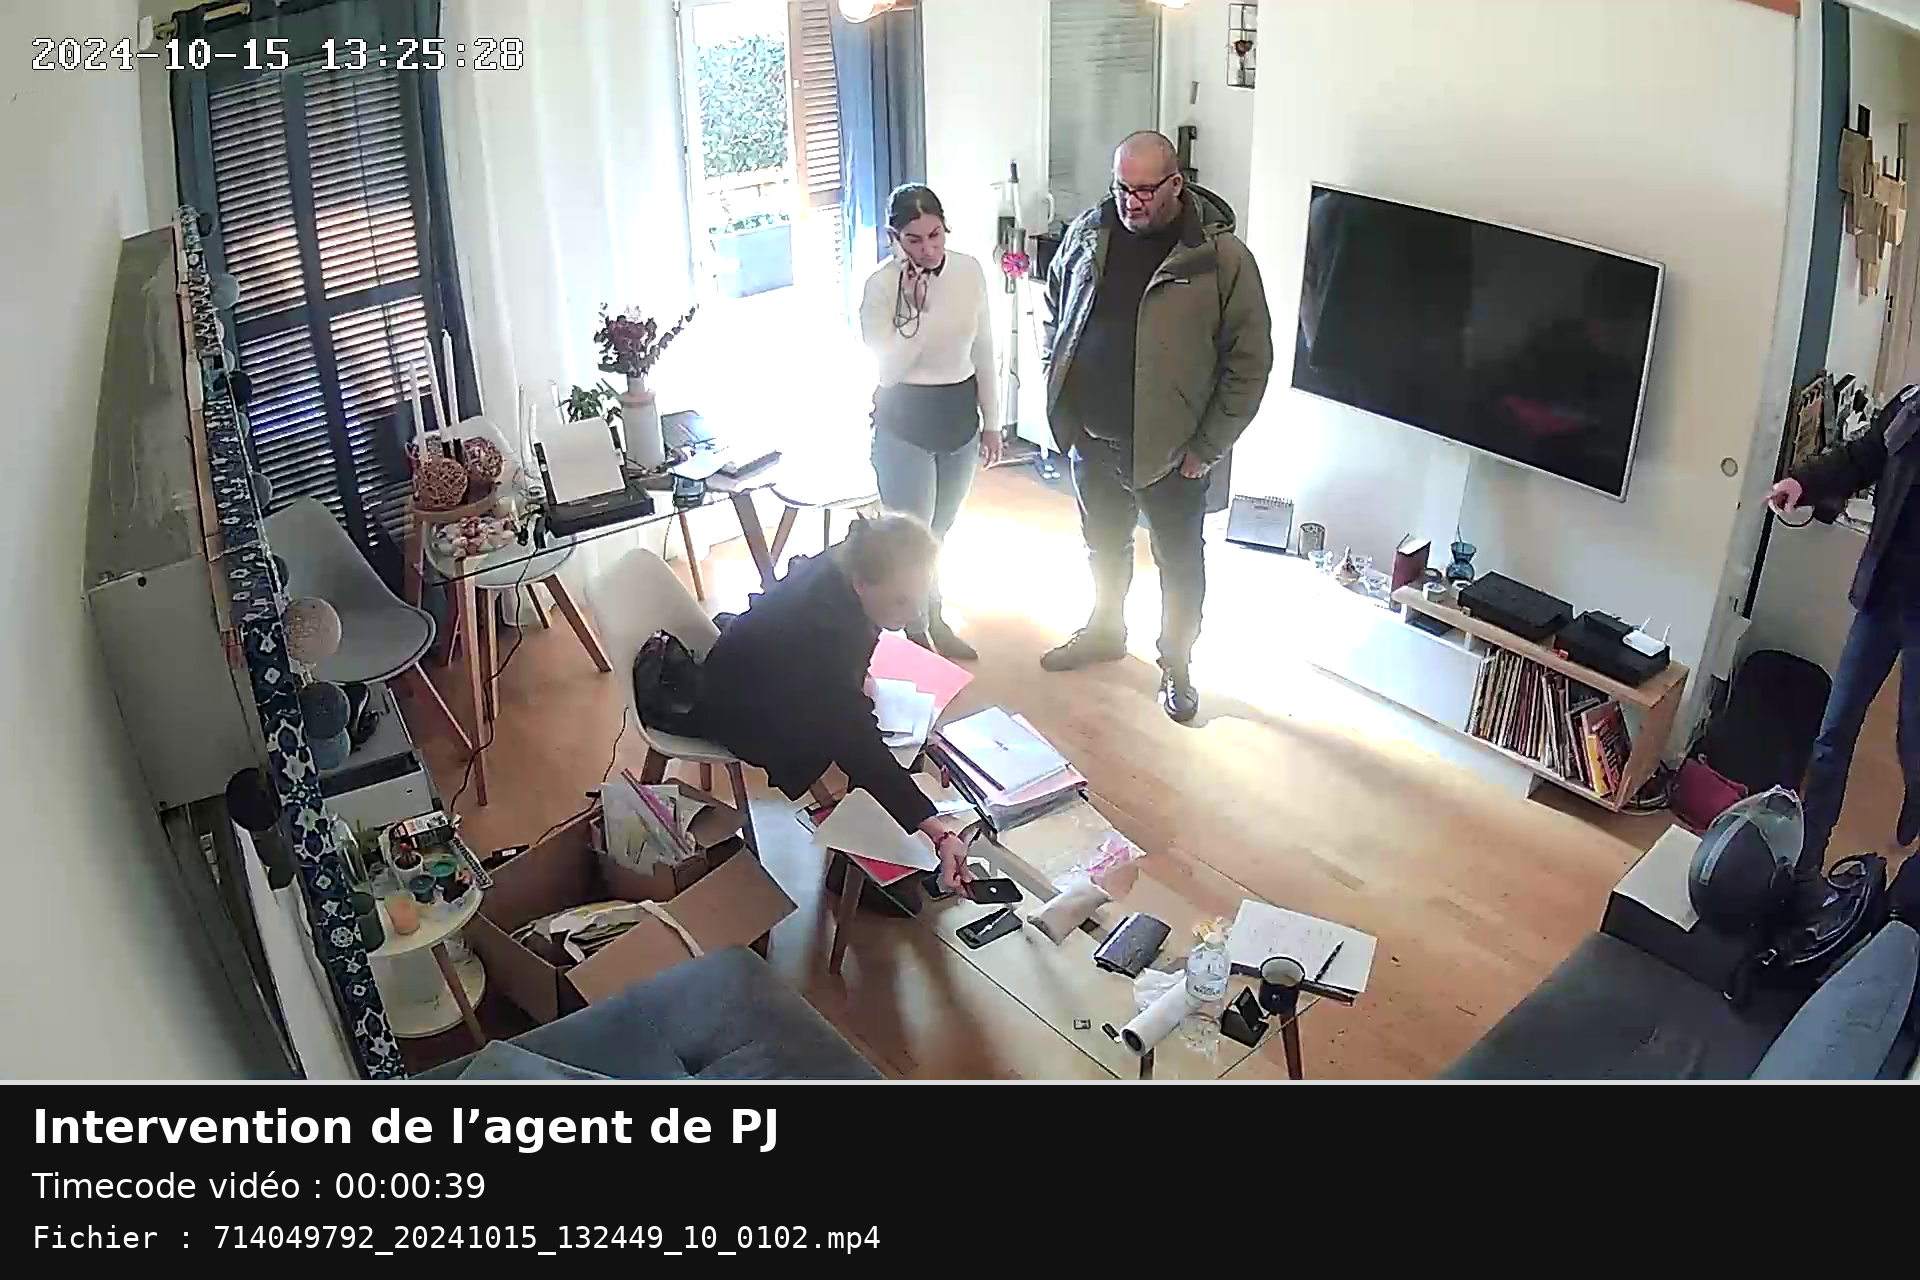 2024-10-15 13:25:28
Intervention de l’agent de PJ
Timecode vidéo : 00:00:39
Fichier : 714049792_20241015_132449_10_0102.mp4